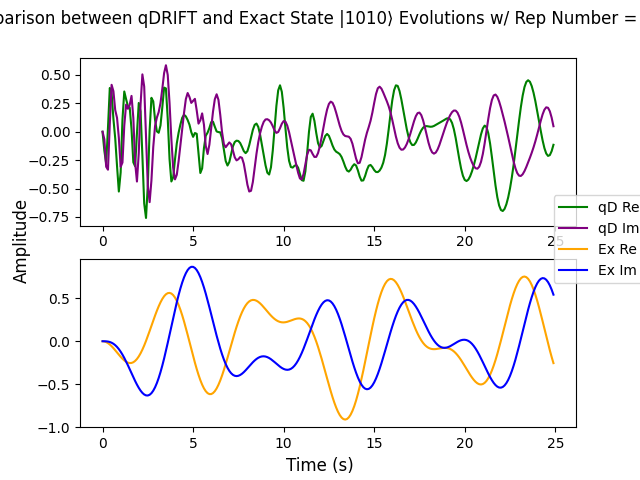 parison between qDRIFT and Exact State |1010⟩ Evolutions w/ Rep Number =
0.50
0.25
0.00
−0.25
−0.50
−0.75
0 5 10 15 20 25
qD Re
qD Im
Ex Re
Ex Im
Amplitude
0.5
0.0
−0.5
−1.0
0 5 10 15 20 25
Time (s)